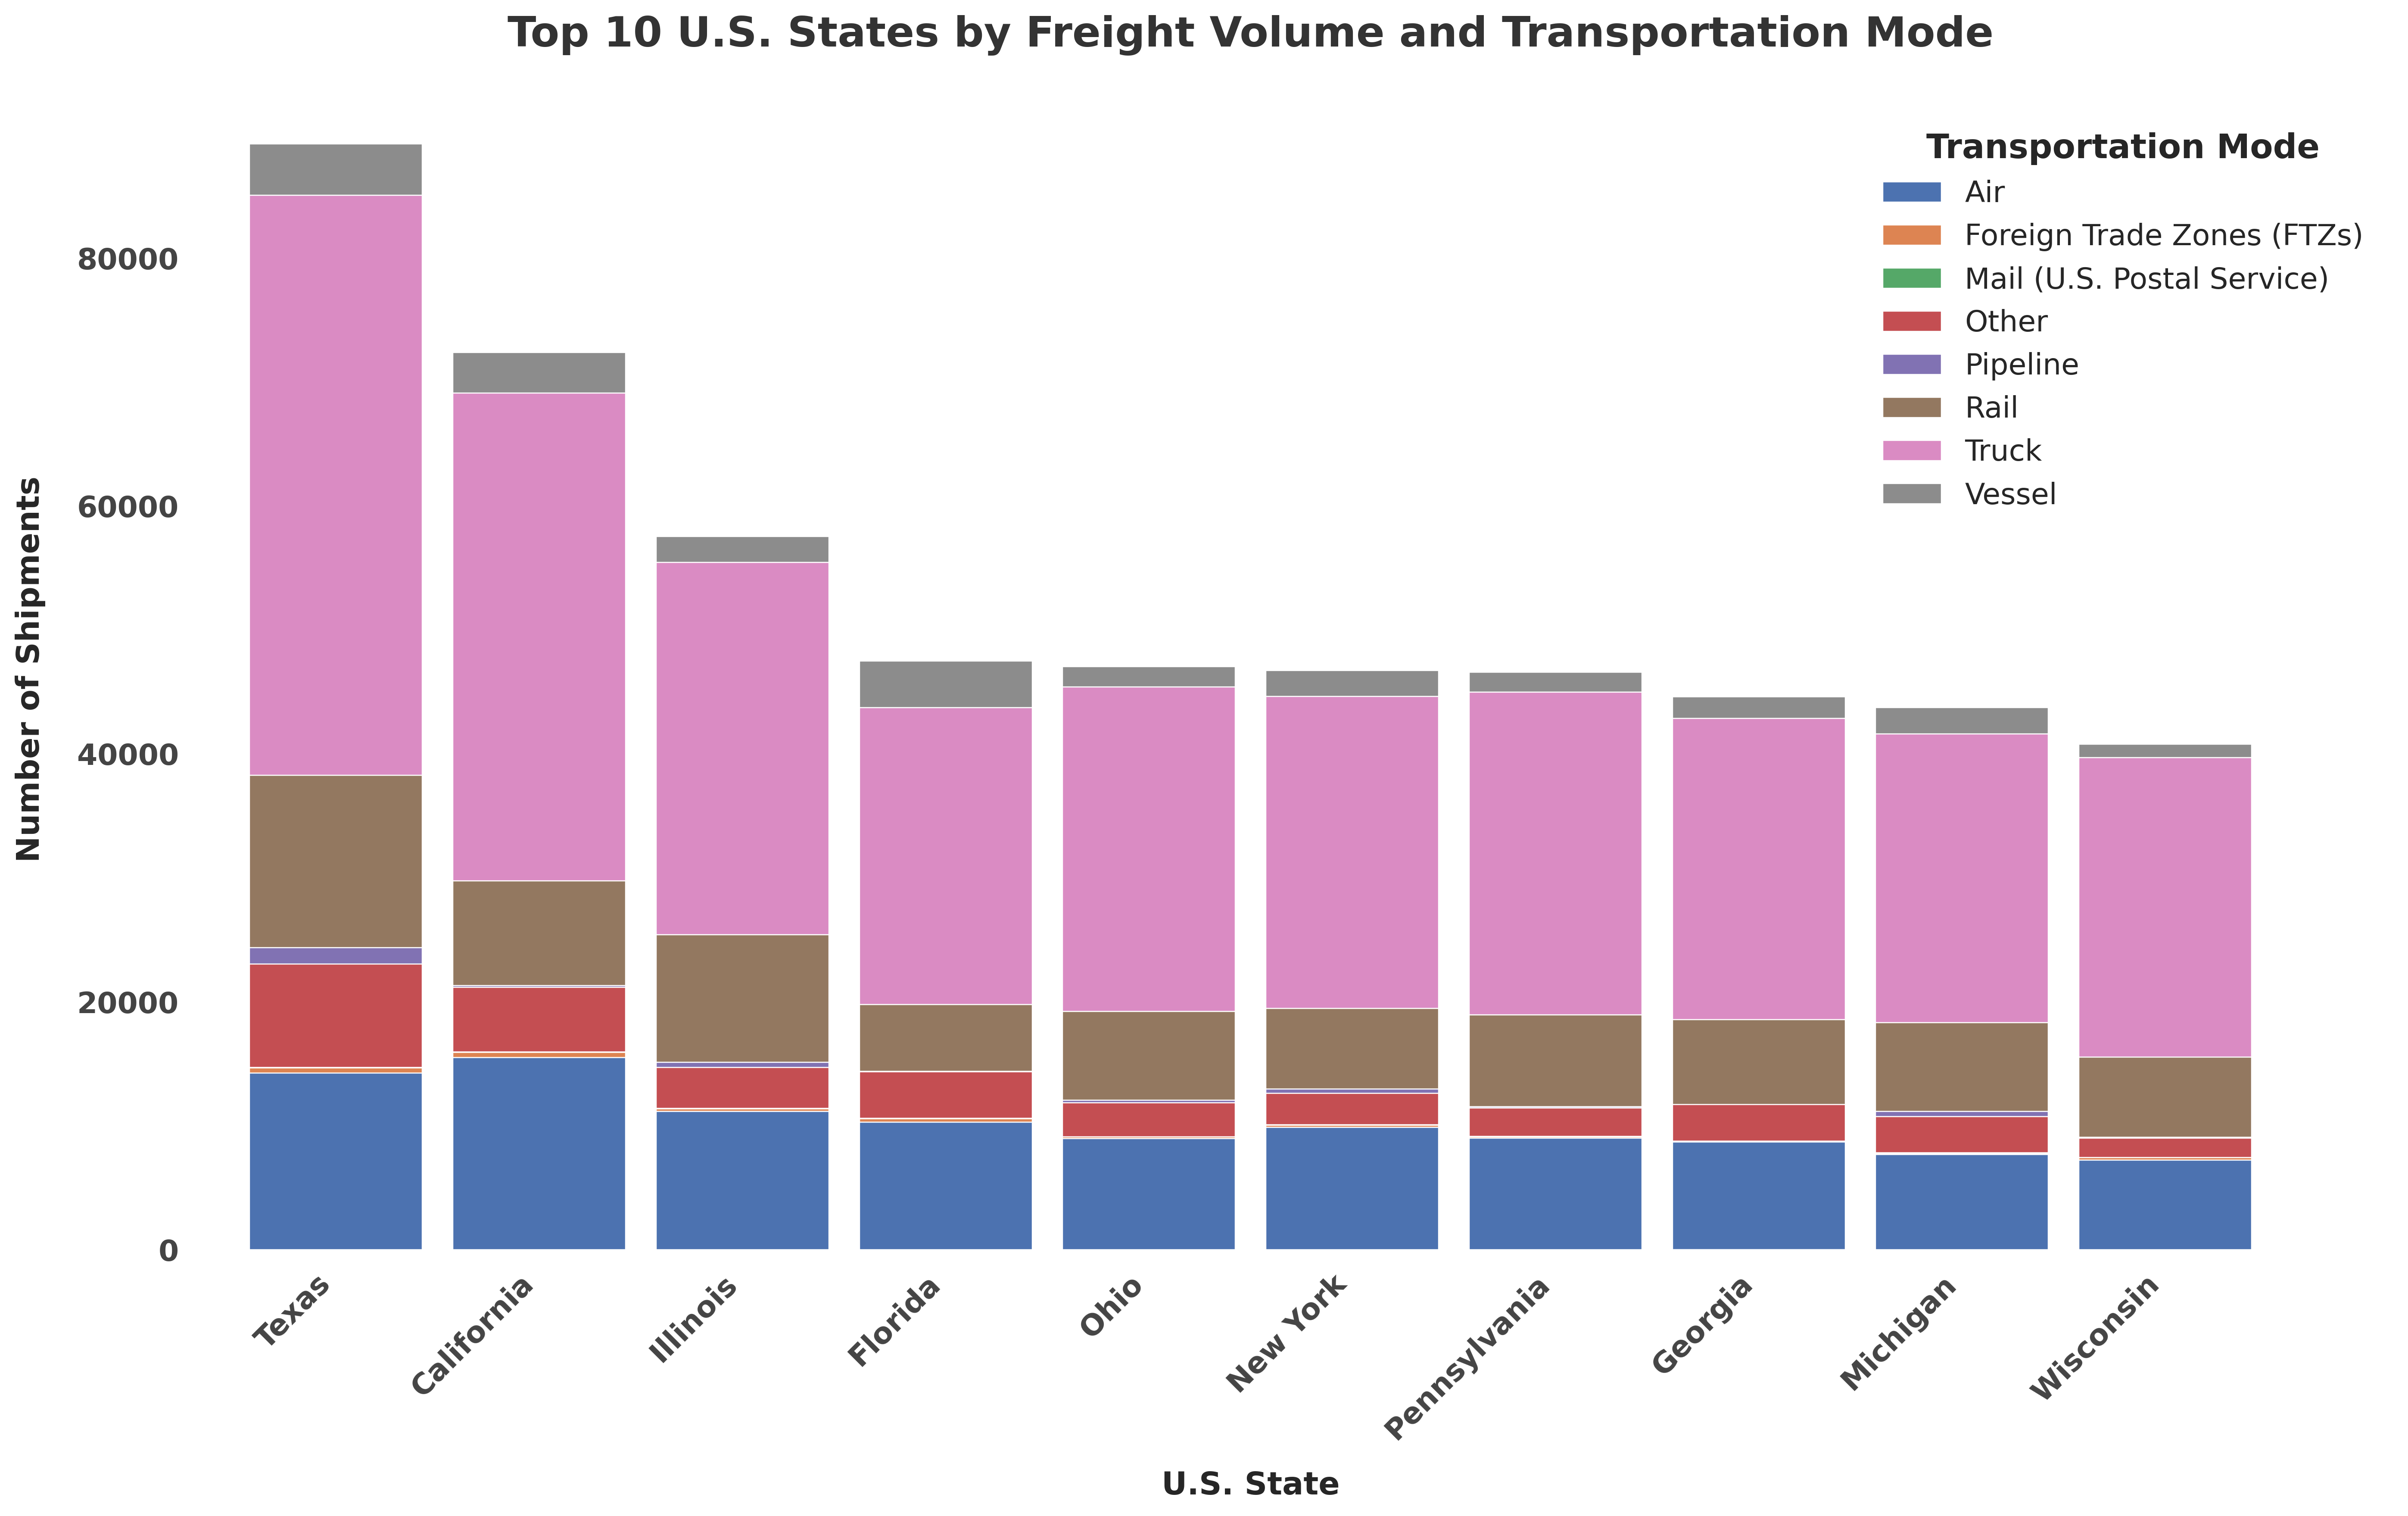 Top 10 U.S. States by Freight Volume and Transportation Mode
Transportation Mode
Air
Foreign Trade Zones (FTZs)
Mail (U.S. Postal Service)
Other
Pipeline
Rail
Truck
Vessel
Number of Shipments
80000
60000
40000
20000
0
Texas
California
Illinois
Florida
Ohio
New York
Pennsylvania
Georgia
Michigan
Wisconsin
U.S. State